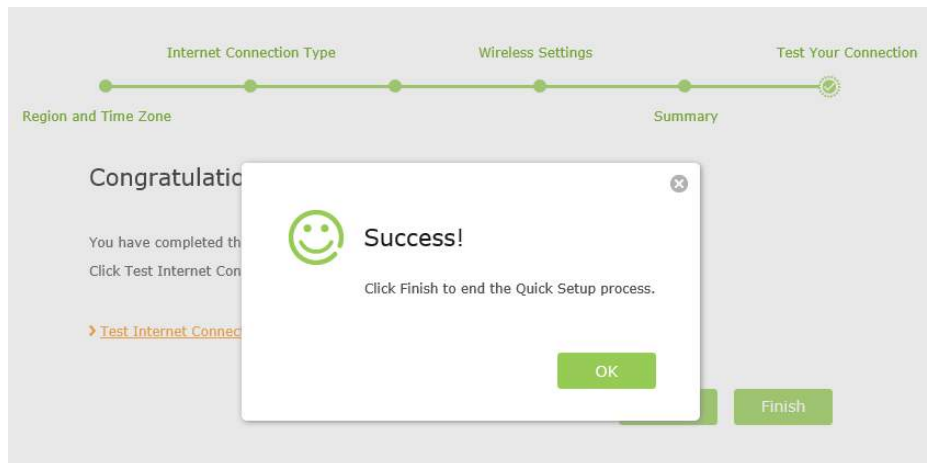 Internet Connection Type
Wireless Settings
Test Your Connection
Region and Time Zone
Summary
Congratulatio
You have completed th
Click Test Internet Con
Test Internet Connec
Success!
Click Finish to end the Quick Setup process.
OK
Finish